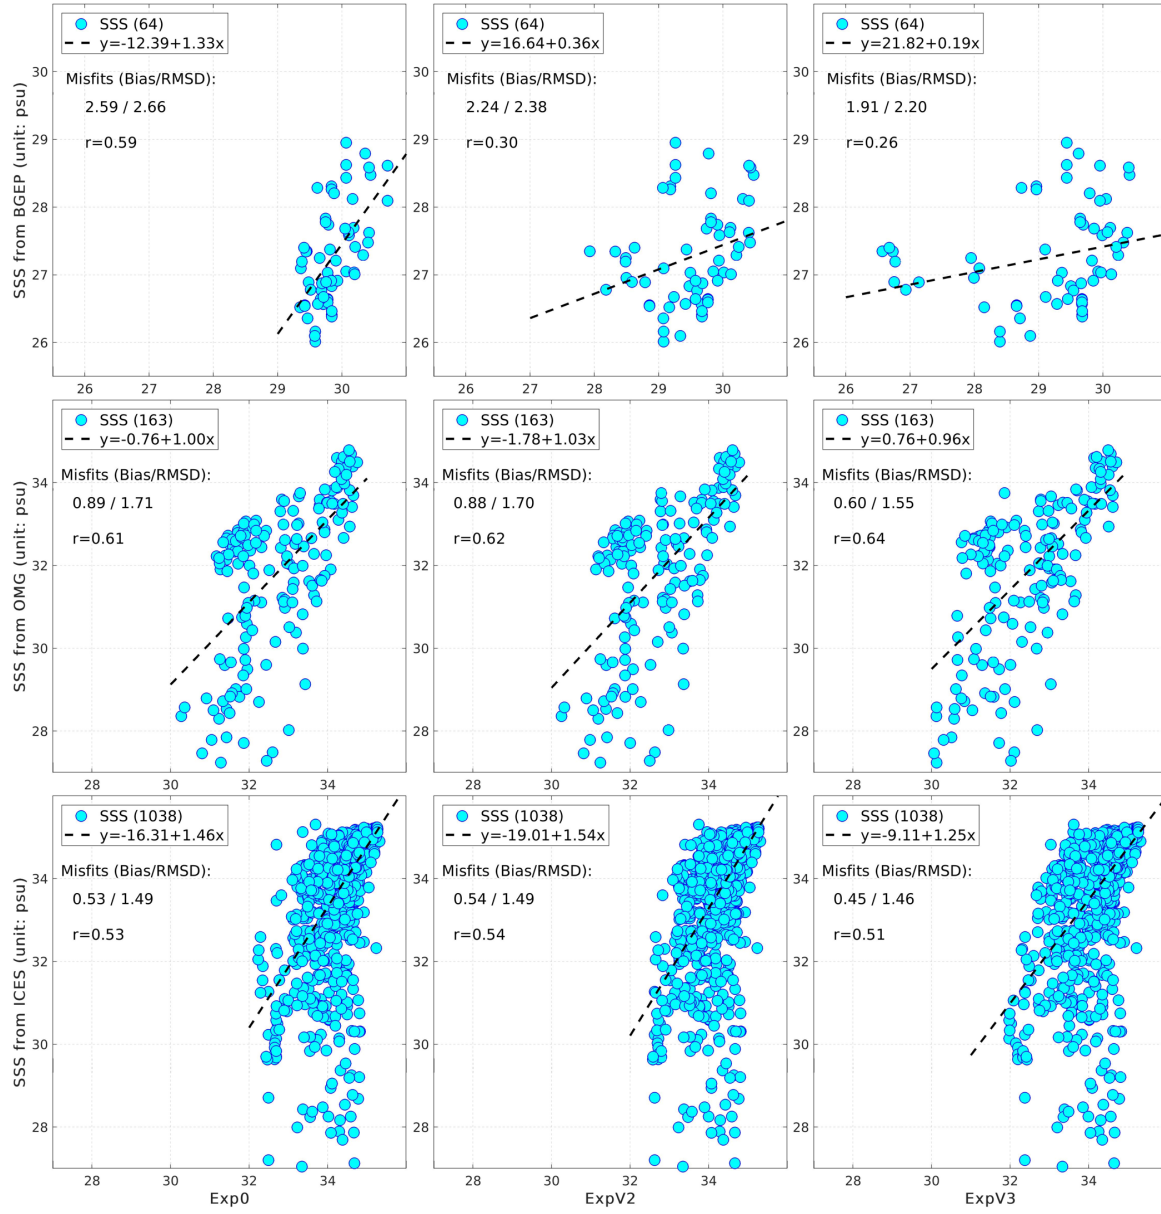 SSS (64)
y=-12.39+1.33x
Misfits (Bias/RMSD):
2.59 / 2.66
r=0.59
30
29
28
27
26
26 27 28 29 30
SSS from BGEP (unit: psu)
SSS (64)
y=16.64+0.36x
Misfits (Bias/RMSD):
2.24 / 2.38
r=0.30
26 27 28 29 30
SSS (64)
y=21.82+0.19x
Misfits (Bias/RMSD):
1.91 / 2.20
r=0.26
26 27 28 29 30
SSS (163)
y=-0.76+1.00x
Misfits (Bias/RMSD):
0.89 / 1.71
r=0.61
34
32
30
28
28 30 32 34
SSS from OMG (unit: psu)
SSS (163)
y=-1.78+1.03x
Misfits (Bias/RMSD):
0.88 / 1.70
r=0.62
28 30 32 34
SSS (163)
y=0.76+0.96x
Misfits (Bias/RMSD):
0.60 / 1.55
r=0.64
28 30 32 34
SSS (1038)
y=-16.31+1.46x
Misfits (Bias/RMSD):
0.53 / 1.49
r=0.53
34
32
30
28
28 30 32 34
SSS from ICES (unit: psu)
Exp0
SSS (1038)
y=-19.01+1.54x
Misfits (Bias/RMSD):
0.54 / 1.49
r=0.54
28 30 32 34
ExpV2
SSS (1038)
y=-9.11+1.25x
Misfits (Bias/RMSD):
0.45 / 1.46
r=0.51
28 30 32 34
ExpV3